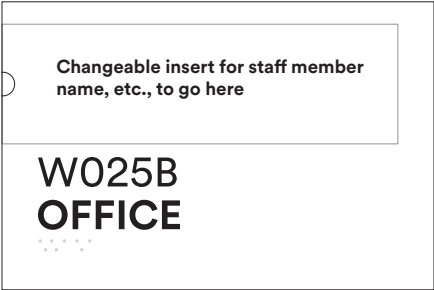 Changeable insert for staff member
name, etc., to go here
W025B
OFFICE